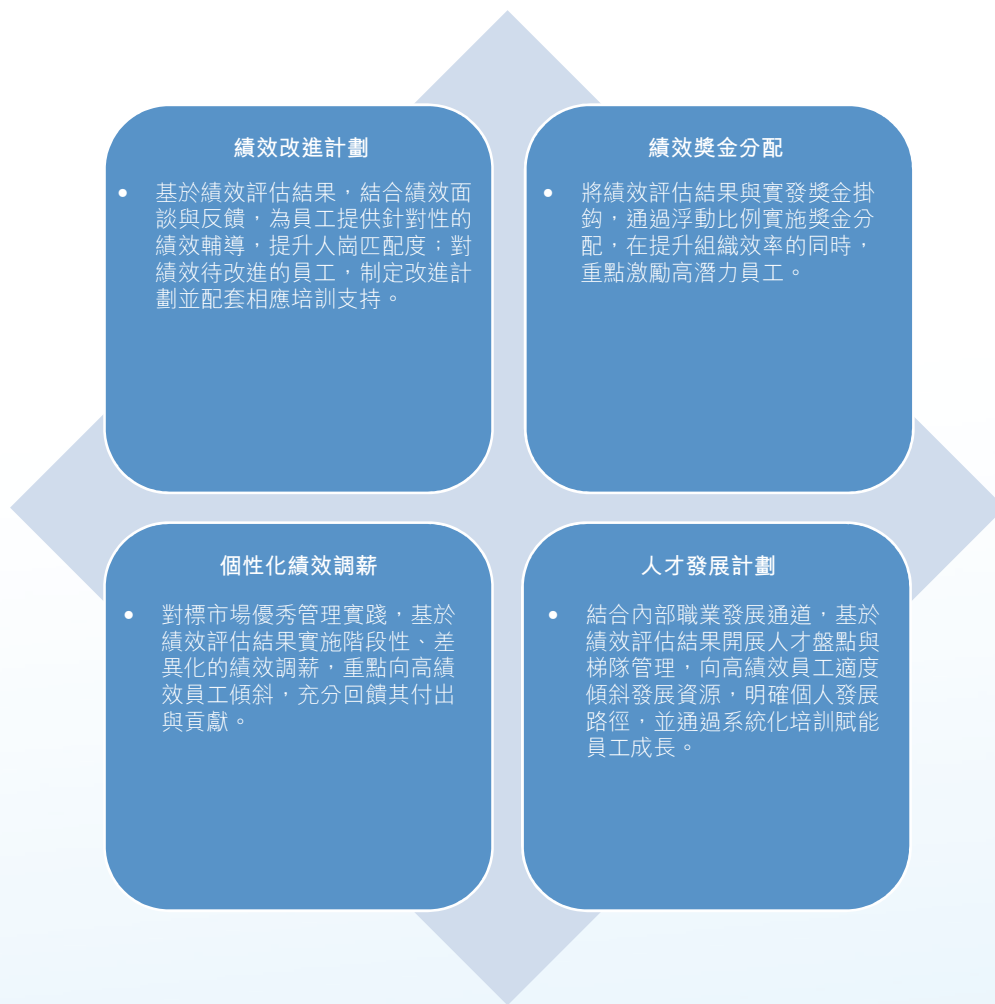 績效改進計劃
• 基於績效評估結果，結合績效面
談與反饋，為員工提供針對性的
績效輔導，提升人崗匹配度；對
績效待改進的員工，制定改進計
劃並配套相應培訓支持。
績效獎金分配
• 將績效評估結果與實發獎金掛
鈎，通過浮動比例實施獎金分
配，在提升組織效率的同時，
重點激勵高潛力員工。
個性化績效調薪
• 對標市場優秀管理實踐，基於
績效評估結果實施階段性、差
異化的績效調薪，重點向高績
效員工傾斜，充分回饋其付出
與貢獻。
人才發展計劃
• 結合內部職業發展通道，基於
績效評估結果開展人才盤點與
梯隊管理，向高績效員工適度
傾斜發展資源，明確個人發展
路徑，並通過系統化培訓賦能
員工成長。